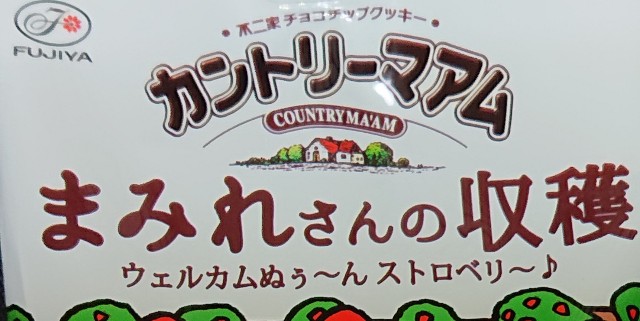 FUJIYA
・不二家 チョコチップクッキー・
カントリーマアム
COUNTRY MA'AM
まみれさんの収穫
ウェルカムぬぅ〜ん ストロベリ〜♪